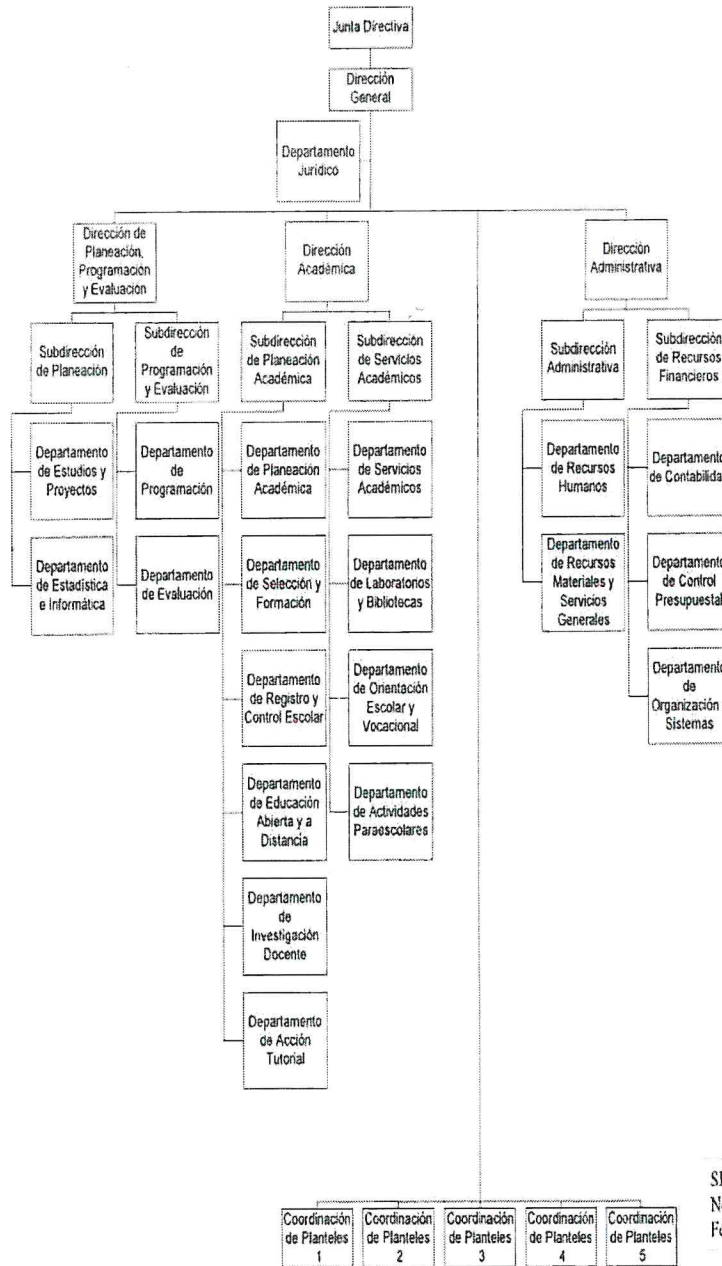 Junta Directiva
Dirección
General
Departamento
Jurídico
Dirección de
Planeación,
Programación
y Evaluación
Dirección
Académica
Dirección
Administrativa
Subdirección
de Planeación
Subdirección
de
Programación
y Evaluación
Subdirección
de Planeación
Académica
Subdirección
de Servicios
Académicos
Subdirección
Administrativa
Subdirección
de Recursos
Financieros
Departamento
de Estudios y
Proyectos
Departamento
de
Programación
Departamento
de Planeación
Académica
Departamento
de Servicios
Académicos
Departamento
de Recursos
Humanos
Departamento
de Contabilidad
Departamento
de Estadística
e Informática
Departamento
de Evaluación
Departamento
de Selección y
Formación
Departamento
de Laboratorios
y Bibliotecas
Departamento
de Recursos
Materiales y
Servicios
Generales
Departamento
de Control
Presupuestal
Departamento
de Registro y
Control Escolar
Departamento
de Orientación
Escolar y
Vocacional
Departamento
de
Organización
Sistemas
Departamento
de Educación
Abierta y a
Distancia
Departamento
de Actividades
Paraescolares
Departamento
de
Investigación
Docente
Departamento
de Acción
Tutorial
Coordinación
de Planteles
1
Coordinación
de Planteles
2
Coordinación
de Planteles
3
Coordinación
de Planteles
4
Coordinación
de Planteles
5